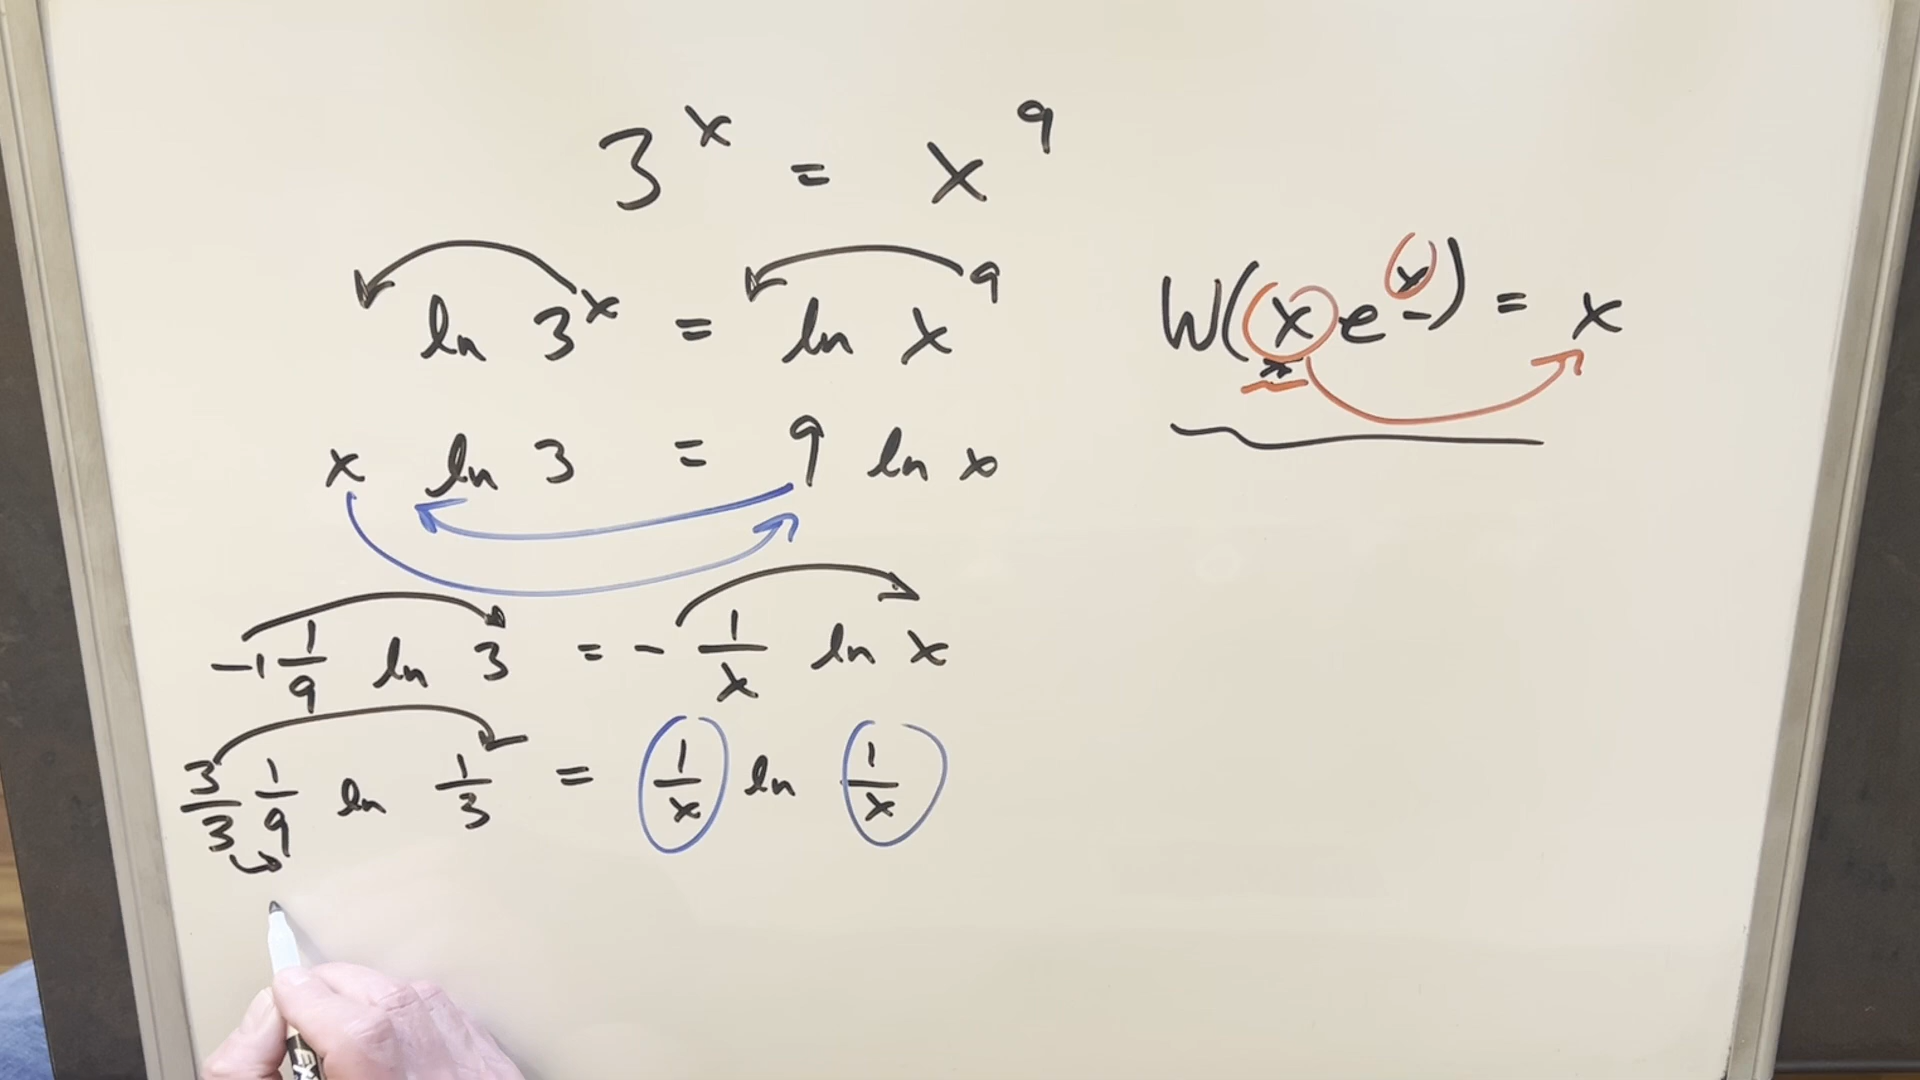 3^x = x^9
ln 3^x = ln x^9
W(x e^x) = x
x ln 3 = 9 ln x
-1 1/9 ln 3 = - 1/x ln x
3/3 1/9 ln 1/3 = 1/x ln 1/x
EX